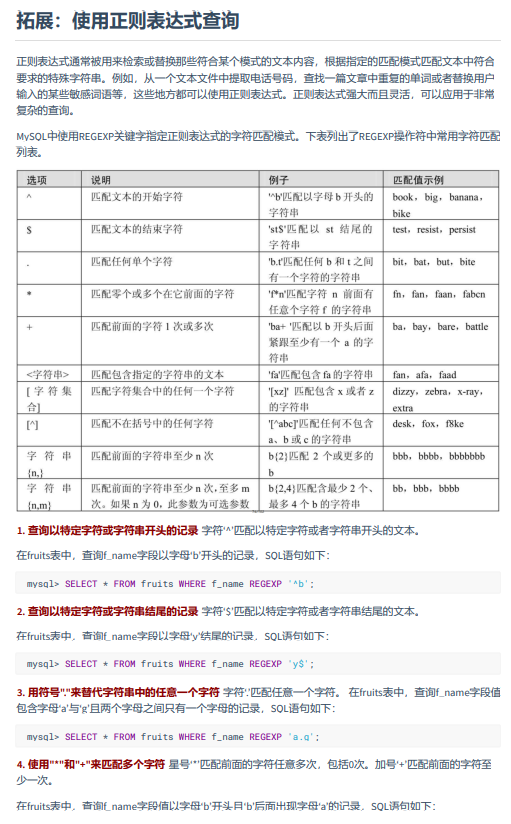 拓展：使用正则表达式查询
正则表达式通常被用来检索或替换那些符合某个模式的文本内容，根据指定的匹配模式匹配文本中符合
要求的特殊字符串。例如，从一个文本文件中提取电话号码，查找一篇文章中重复的单词或者替换用户
输入的某些敏感词语等，这些地方都可以使用正则表达式。正则表达式强大而且灵活，可以应用于非常
复杂的查询。
MySQL中使用REGEXP关键字指定正则表达式的字符匹配模式。下表列出了REGEXP操作符中常用字符匹配
列表。
选项 说明 例子 匹配值示例
^ 匹配文本的开始字符 '^b'匹配以字母 b 开头的 book，big，banana，
字符串 bike
$ 匹配文本的结束字符 'st$'匹配以 st 结尾的 test，resist，persist
字符串
. 匹配任何单个字符 'b.t'匹配任何 b 和 t 之间 bit，bat，but，bite
有一个字符的字符串
* 匹配零个或多个在它前面的字符 'f*n'匹配字符 n 前面有 fn，fan，faan，fabcn
任意个字符 f 的字符串
+ 匹配前面的字符 1 次或多次 'ba+ '匹配以 b 开头后面 ba，bay，bare，battle
紧跟至少有一个 a 的字
符串
<字符串> 匹配包含指定的字符串的文本 'fa'匹配包含 fa 的字符串 fan，afa，faad
[字符集 匹配字符集合中的任何一个字符 '[xz]' 匹配包含 x 或者 z dizzy，zebra，x-ray，
合] 的字符串 extra
[^] 匹配不在括号中的任何字符 '[^abc]'匹配任何不包含 desk，fox，f8ke
a、b 或 c 的字符串
字符串 匹配前面的字符串至少 n 次 b{2}匹配 2 个或更多的 bbb，bbbb，bbbbbbb
{n,} b
字符串 匹配前面的字符串至少 n 次，至多 m b{2,4}匹配含最少 2 个、 bb，bbb，bbbb
{n,m} 次。如果 n 为 0，此参数为可选参数 最多 4 个 b 的字符串
1. 查询以特定字符或字符串开头的记录 字符'^'匹配以特定字符或者字符串开头的文本。
在fruits表中，查询f_name字段以字母'b'开头的记录，SQL语句如下：
mysql> SELECT * FROM fruits WHERE f_name REGEXP '^b';
2. 查询以特定字符或字符串结尾的记录 字符'$'匹配以特定字符或者字符串结尾的文本。
在fruits表中，查询f_name字段以字母'y'结尾的记录，SQL语句如下：
mysql> SELECT * FROM fruits WHERE f_name REGEXP 'y$';
3. 用符号"."来替代字符串中的任意一个字符 字符'.'匹配任意一个字符。 在fruits表中，查询f_name字段值
包含字母'a'与'g'且两个字母之间只有一个字母的记录，SQL语句如下：
mysql> SELECT * FROM fruits WHERE f_name REGEXP 'a.g';
4. 使用"*"和"+"来匹配多个字符 星号'*'匹配前面的字符任意多次，包括0次。加号'+'匹配前面的字符至
少一次。
在fruits表中，查询f_name字段值以字母'b'开头且'b'后面出现字母'a'的记录，SQL语句如下：